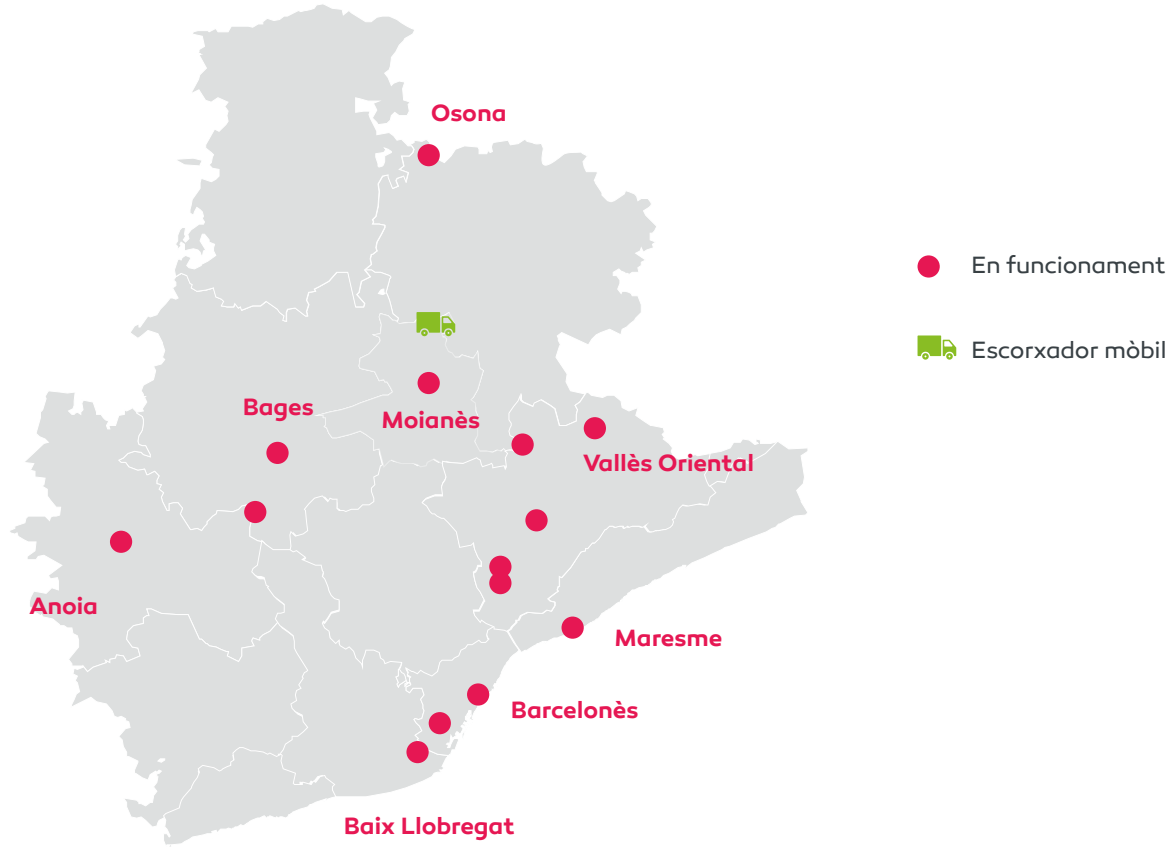 Osona
En funcionament
Escorxador mòbil
Bages
Moianès
Vallès Oriental
Anoia
Maresme
Barcelonès
Baix Llobregat